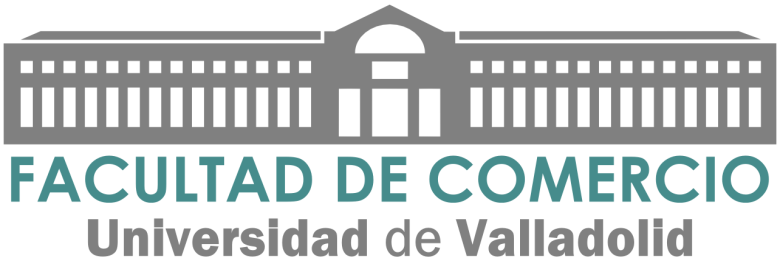 FACULTAD DE COMERCIO
Universidad de Valladolid